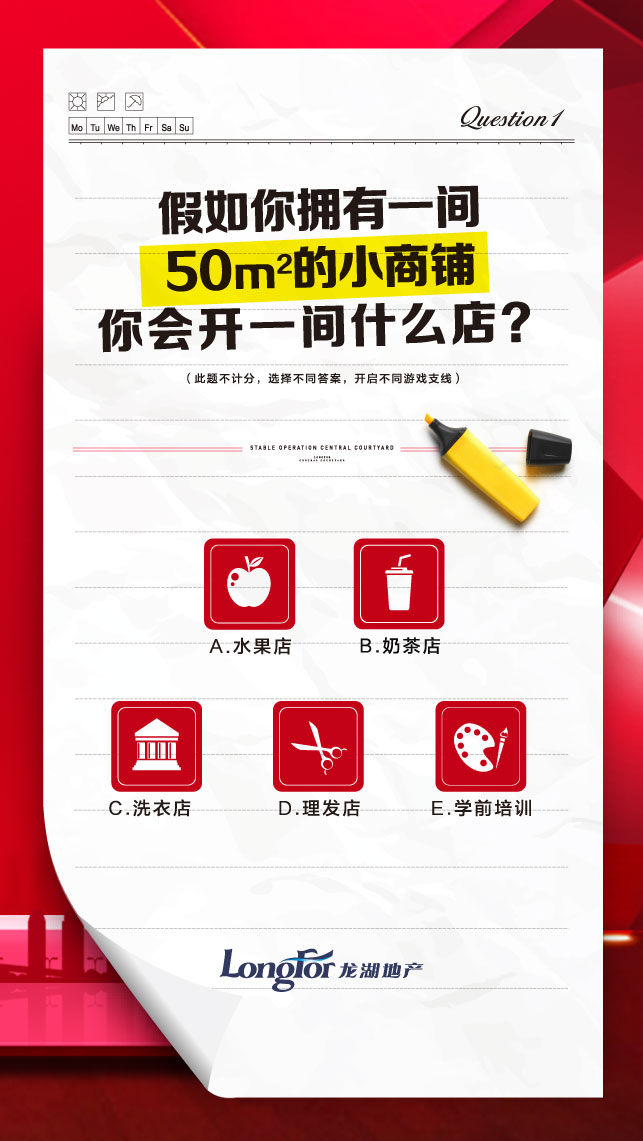 Mo Tu We Th Fr Sa Su
Question 1
假如你拥有一间
50m²的小商铺
你会开一间什么店?
(此题不计分，选择不同答案，开启不同游戏支线)
STABLE OPERATION CENTRAL COURTYARD
CENTRAL COURTYARD
A.水果店
B.奶茶店
C.洗衣店
D.理发店
E.学前培训
LongFor 龙湖地产